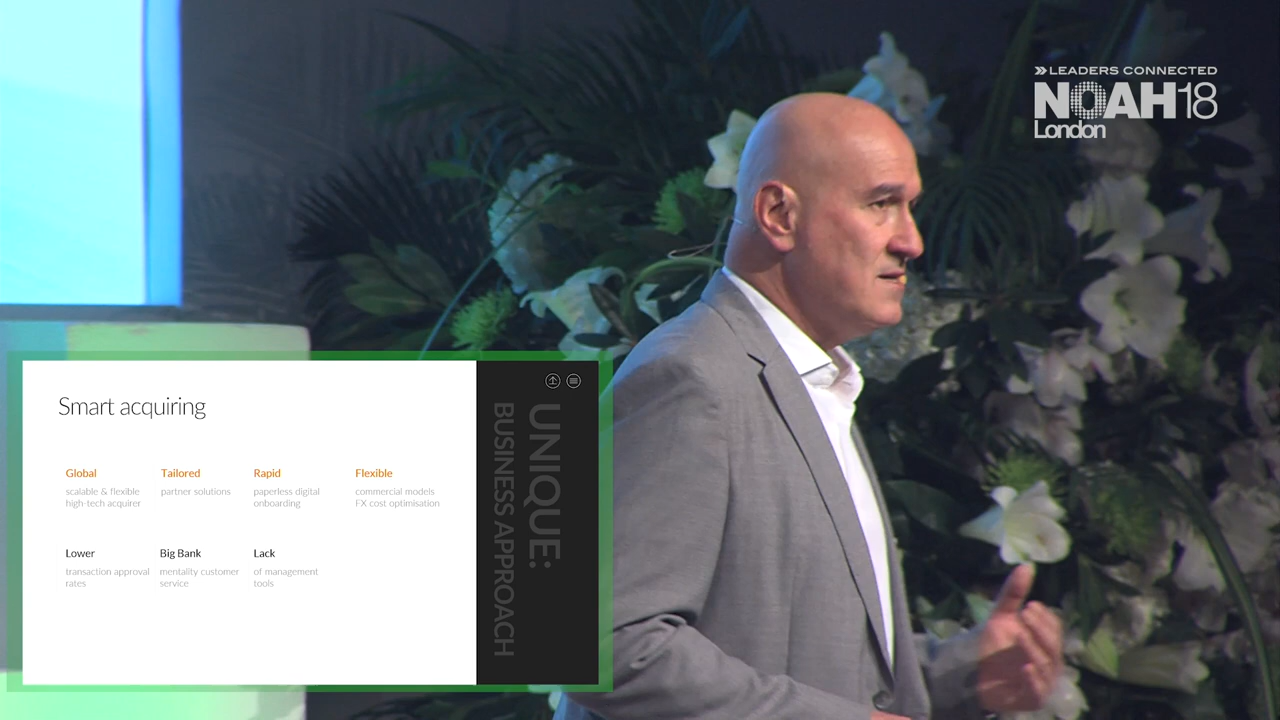 LEADERS CONNECTED
NOAH18
London
Smart acquiring
Global
scalable & flexible
high-tech acquirer
Tailored
partner solutions
Rapid
paperless digital
onboarding
Flexible
commercial models
FX cost optimisation
Lower
transaction approval
rates
Big Bank
mentality customer
service
Lack
of management
tools
UNIQUE:
BUSINESS APPROACH